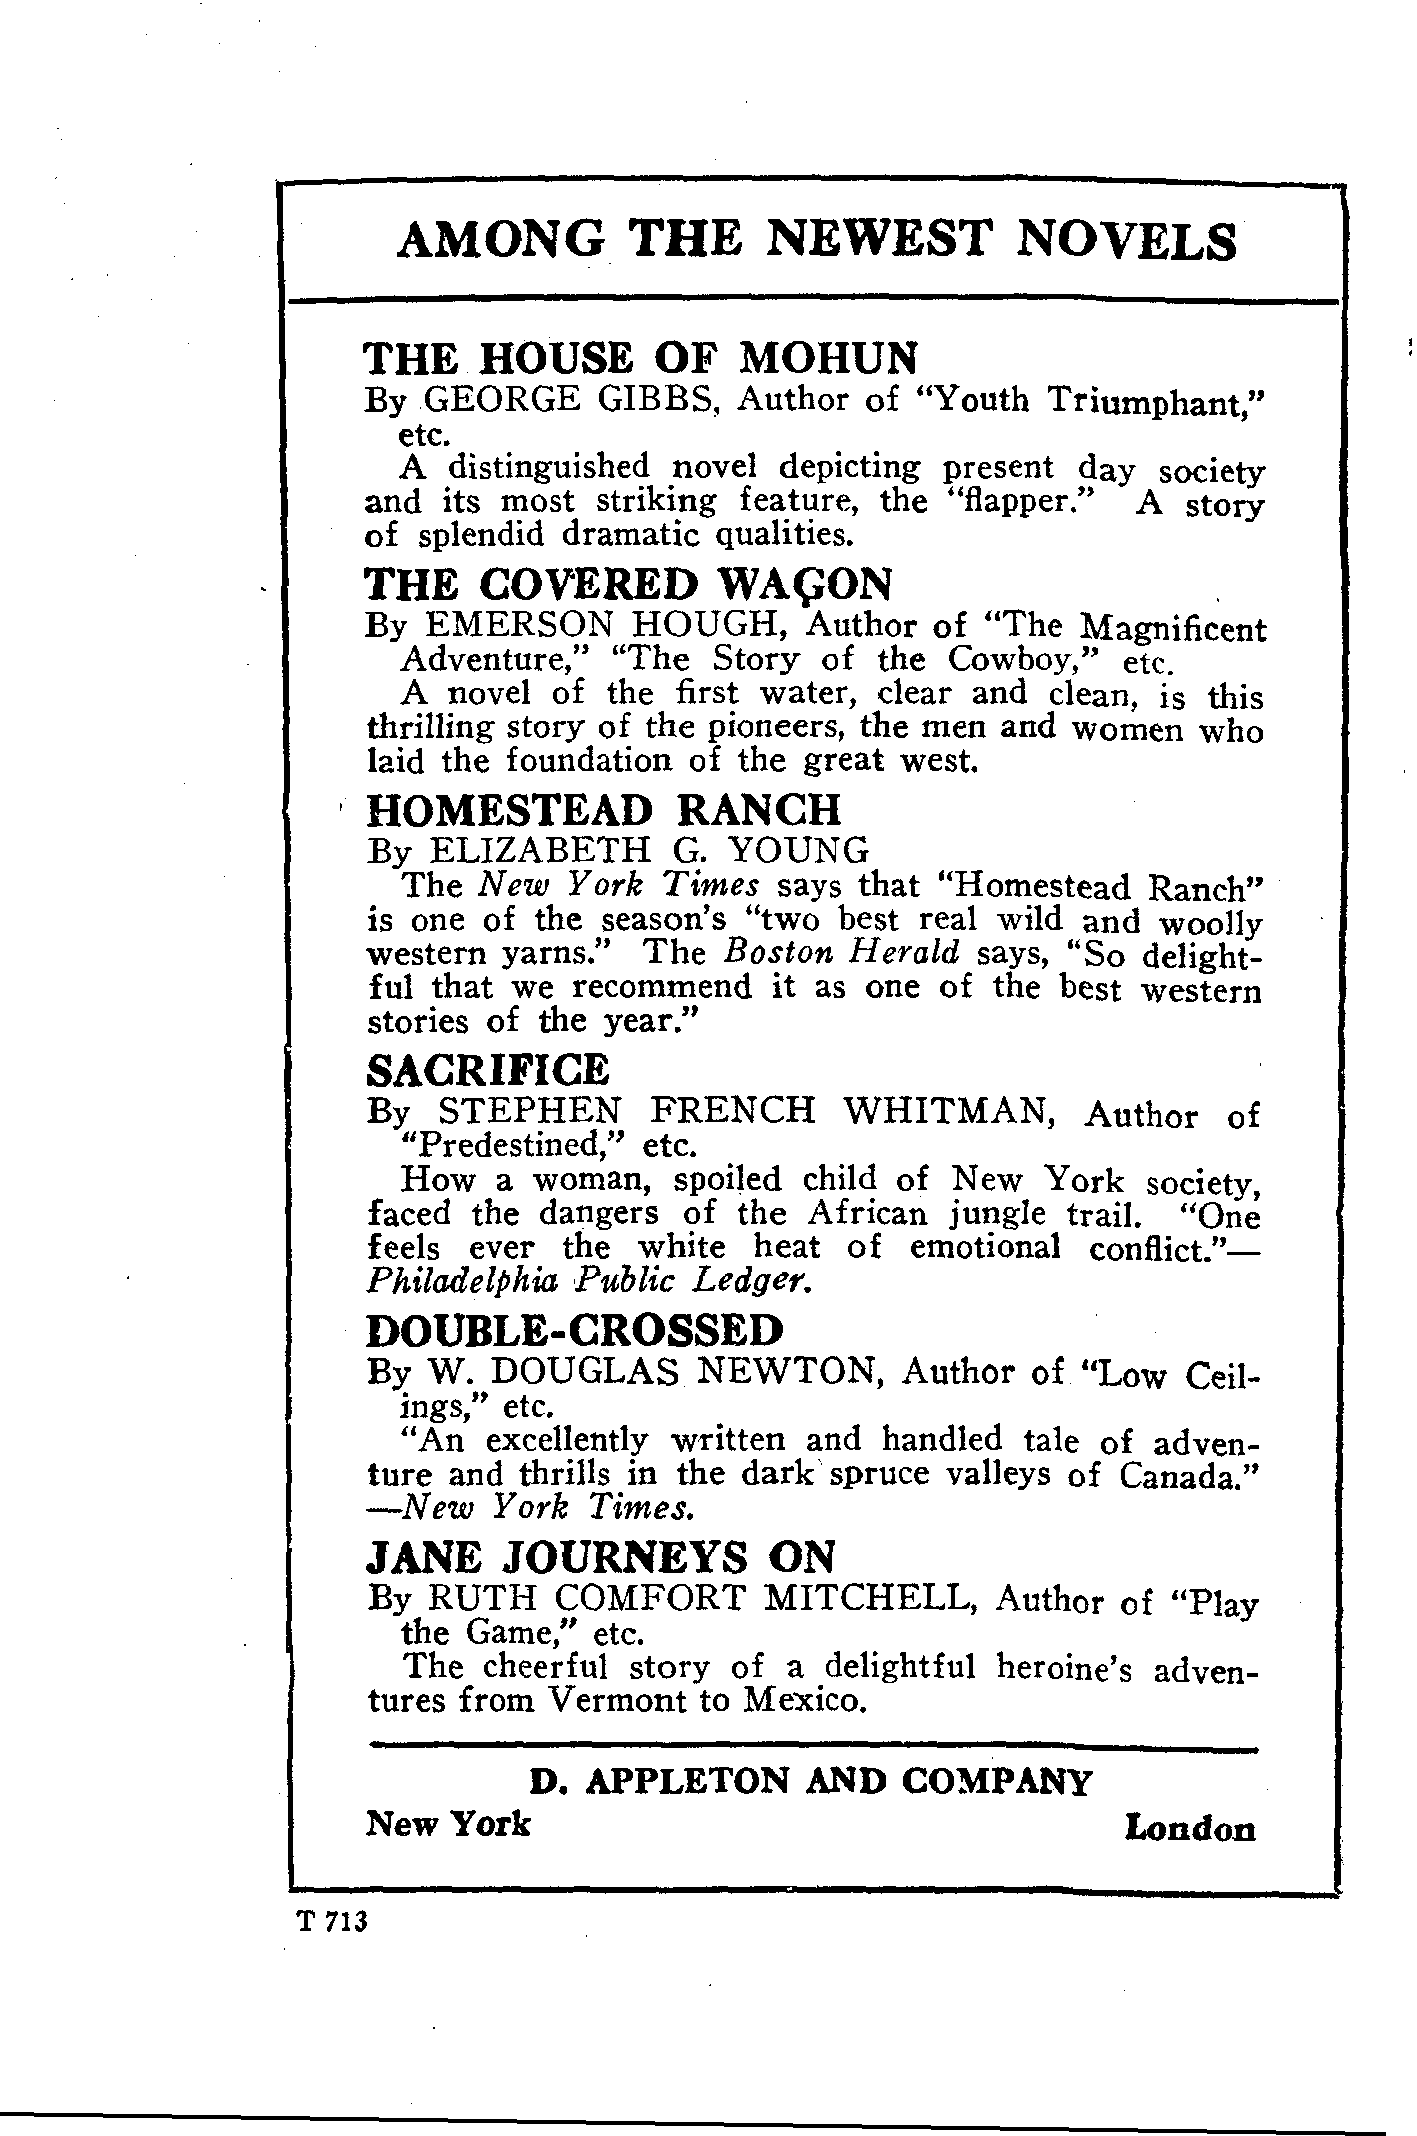 AMONG THE NEWEST NOVELS
THE HOUSE OF MOHUN
By GEORGE GIBBS, Author of “Youth Triumphant,”
etc.
A distinguished novel depicting present day society
and its most striking feature, the “flapper.” A story
of splendid dramatic qualities.
THE COVERED WAGON
By EMERSON HOUGH, Author of “The Magnificent
Adventure,” “The Story of the Cowboy,” etc.
A novel of the first water, clear and clean, is this
thrilling story of the pioneers, the men and women who
laid the foundation of the great west.
HOMESTEAD RANCH
By ELIZABETH G. YOUNG
The New York Times says that “Homestead Ranch”
is one of the season’s “two best real wild and woolly
western yarns.” The Boston Herald says, “So delight-
ful that we recommend it as one of the best western
stories of the year.”
SACRIFICE
By STEPHEN FRENCH WHITMAN, Author of
“Predestined,” etc.
How a woman, spoiled child of New York society,
faced the dangers of the African jungle trail. “One
feels ever the white heat of emotional conflict.”—
Philadelphia Public Ledger.
DOUBLE-CROSSED
By W. DOUGLAS NEWTON, Author of “Low Ceil-
ings,” etc.
“An excellently written and handled tale of adven-
ture and thrills in the dark spruce valleys of Canada.”
—New York Times.
JANE JOURNEYS ON
By RUTH COMFORT MITCHELL, Author of “Play
the Game,” etc.
The cheerful story of a delightful heroine’s adven-
tures from Vermont to Mexico.
D. APPLETON AND COMPANY
New York London
T 713